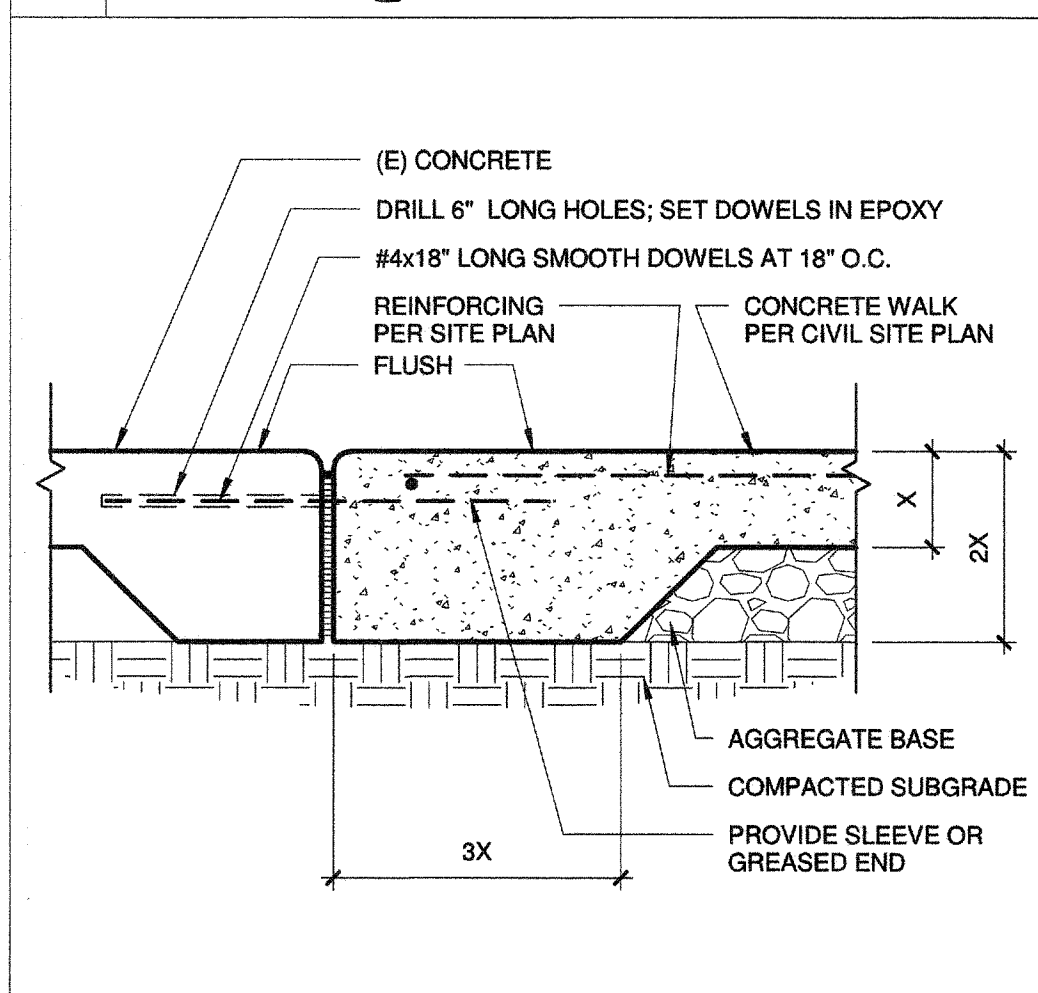 (E) CONCRETE
DRILL 6" LONG HOLES; SET DOWELS IN EPOXY
#4x18" LONG SMOOTH DOWELS AT 18" O.C.
REINFORCING
PER SITE PLAN
CONCRETE WALK
PER CIVIL SITE PLAN
FLUSH
X
2X
AGGREGATE BASE
COMPACTED SUBGRADE
PROVIDE SLEEVE OR
GREASED END
3X